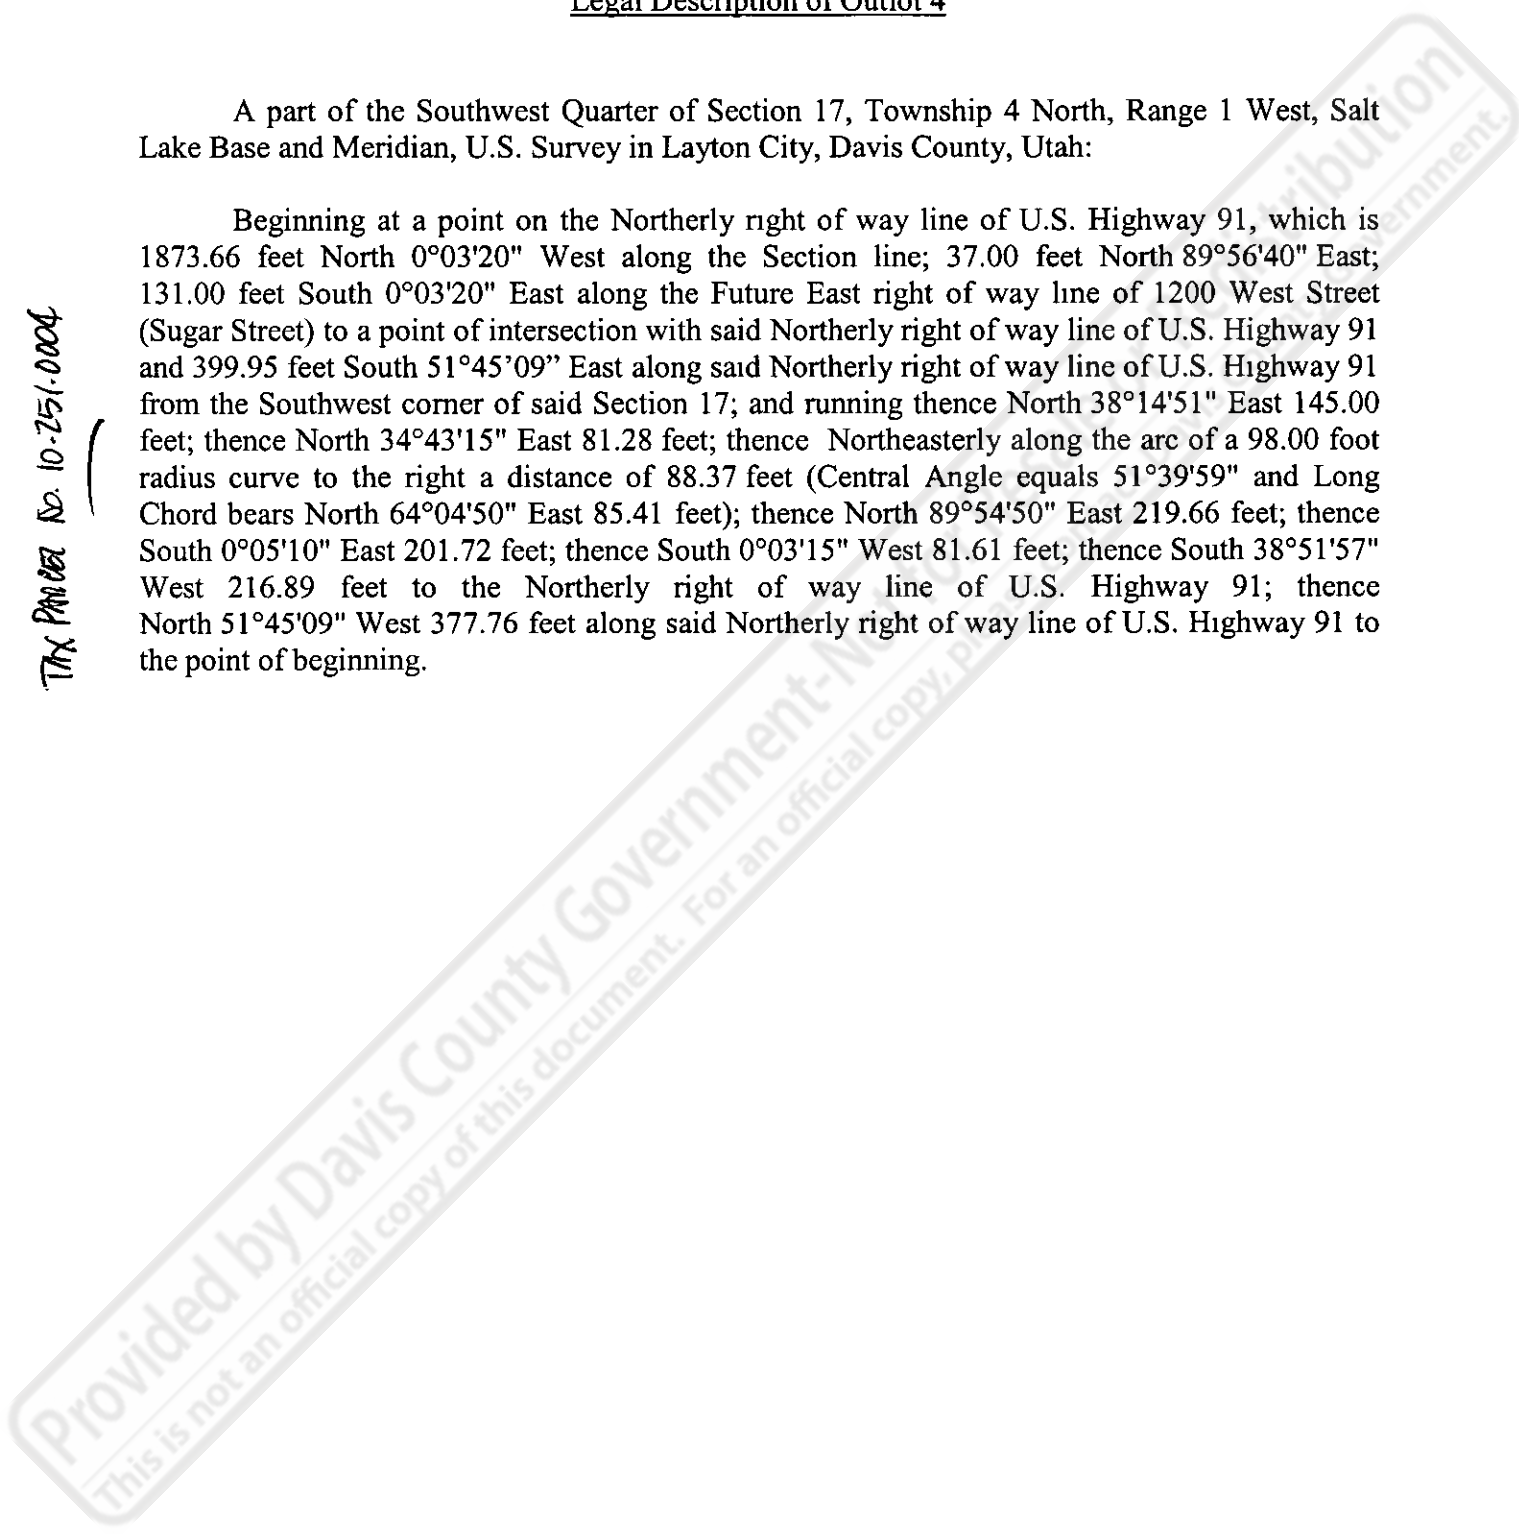 Legal Description of Outlot 4
A part of the Southwest Quarter of Section 17, Township 4 North, Range 1 West, Salt
Lake Base and Meridian, U.S. Survey in Layton City, Davis County, Utah:
Beginning at a point on the Northerly right of way line of U.S. Highway 91, which is
1873.66 feet North 0°03'20" West along the Section line; 37.00 feet North 89°56'40" East;
131.00 feet South 0°03'20" East along the Future East right of way line of 1200 West Street
(Sugar Street) to a point of intersection with said Northerly right of way line of U.S. Highway 91
and 399.95 feet South 51°45’09” East along said Northerly right of way line of U.S. Highway 91
from the Southwest corner of said Section 17; and running thence North 38°14'51" East 145.00
feet; thence North 34°43'15" East 81.28 feet; thence Northeasterly along the arc of a 98.00 foot
radius curve to the right a distance of 88.37 feet (Central Angle equals 51°39'59" and Long
Chord bears North 64°04'50" East 85.41 feet); thence North 89°54'50" East 219.66 feet; thence
South 0°05'10" East 201.72 feet; thence South 0°03'15" West 81.61 feet; thence South 38°51'57"
West 216.89 feet to the Northerly right of way line of U.S. Highway 91; thence
North 51°45'09" West 377.76 feet along said Northerly right of way line of U.S. Highway 91 to
the point of beginning.
TAX PARCEL NO. 10-251-0004
Provided by Davis County Government-Not for Resale or Redistribution
This is not an official copy of this document. For an official copy, please contact Davis County Government.